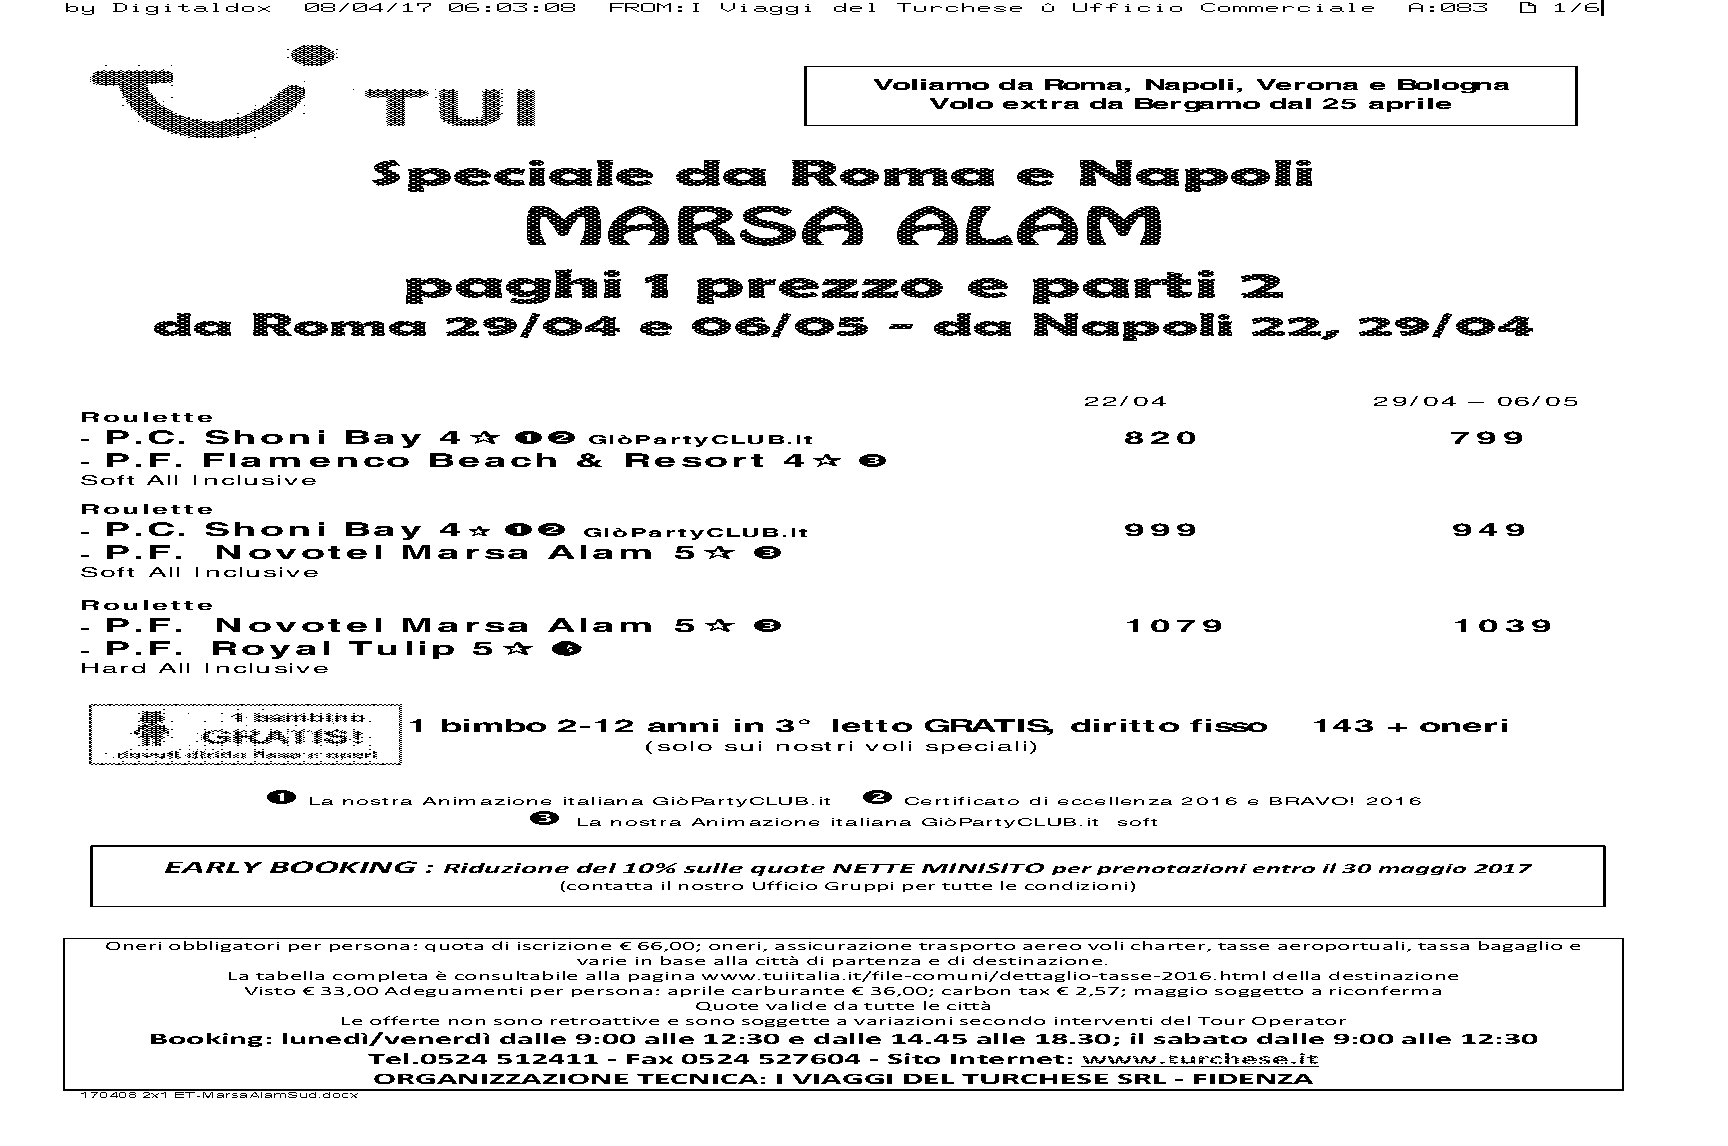 by Digitaldox 08/04/17 06:03:08 FROM:I Viaggi del Turchese û Ufficio Commerciale A:083 1/6
TUI
Voliamo da Roma, Napoli, Verona e Bologna
Volo extra da Bergamo dal 25 aprile
Speciale da Roma e Napoli
MARSA ALAM
paghi 1 prezzo e parti 2
da Roma 29/04 e 06/05 – da Napoli 22, 29/04
22/04 29/04 – 06/05
Roulette
- P.C. Shoni Bay 4☆ ❶❷ GiòPartyCLUB.it 820 799
- P.F. Flamenco Beach & Resort 4☆ ❸
Soft All Inclusive
Roulette
- P.C. Shoni Bay 4☆ ❶❷ GiòPartyCLUB.it 999 949
- P.F. Novotel Marsa Alam 5☆ ❸
Soft All Inclusive
Roulette
- P.F. Novotel Marsa Alam 5☆ ❸ 1079 1039
- P.F. Royal Tulip 5☆
Hard All Inclusive
1 bambino
GRATIS!
1 bimbo 2-12 anni in 3° letto GRATIS, diritto fisso 143 + oneri
(solo sui nostri voli speciali)
❶ La nostra Animazione italiana GiòPartyCLUB.it ❷ Certificato di eccellenza 2016 e BRAVO! 2016
❸ La nostra Animazione italiana GiòPartyCLUB.it soft
EARLY BOOKING : Riduzione del 10% sulle quote NETTE MINISITO per prenotazioni entro il 30 maggio 2017
(contatta il nostro Ufficio Gruppi per tutte le condizioni)
Oneri obbligatori per persona: quota di iscrizione € 66,00; oneri, assicurazione trasporto aereo voli charter, tasse aeroportuali, tassa bagaglio e
varie in base alla città di partenza e di destinazione.
La tabella completa è consultabile alla pagina www.tuiitalia.it/file-comuni/dettaglio-tasse-2016.html della destinazione
Visto € 33,00 Adeguamenti per persona: aprile carburante € 36,00; carbon tax € 2,57; maggio soggetto a riconferma
Quote valide da tutte le città
Le offerte non sono retroattive e sono soggette a variazioni secondo interventi del Tour Operator
Booking: lunedì/venerdì dalle 9:00 alle 12:30 e dalle 14.45 alle 18.30; il sabato dalle 9:00 alle 12:30
Tel.0524 512411 - Fax 0524 527604 - Sito Internet: www.turchese.it
ORGANIZZAZIONE TECNICA: I VIAGGI DEL TURCHESE SRL - FIDENZA
170408 2x1 ET-MarsaAlamSud.docx